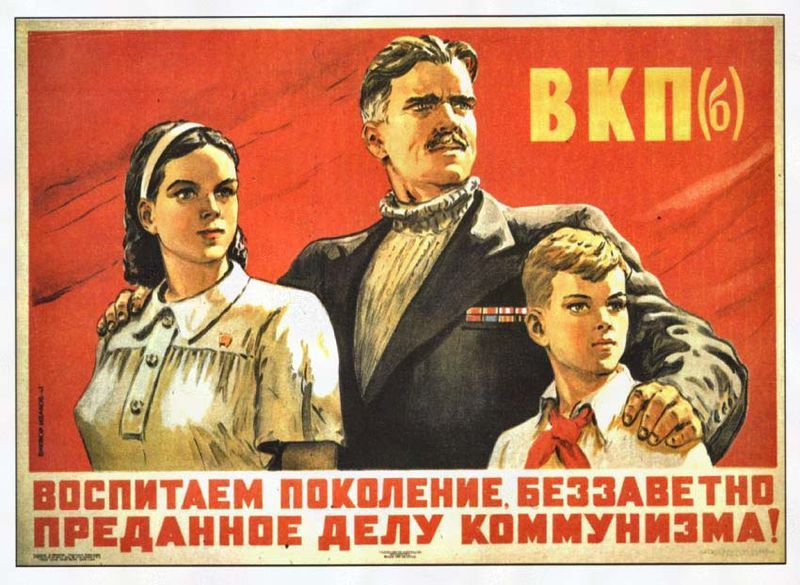 ВКП(б)
ВОСПИТАЕМ ПОКОЛЕНИЕ, БЕЗЗАВЕТНО
ПРЕДАННОЕ ДЕЛУ КОММУНИЗМА!